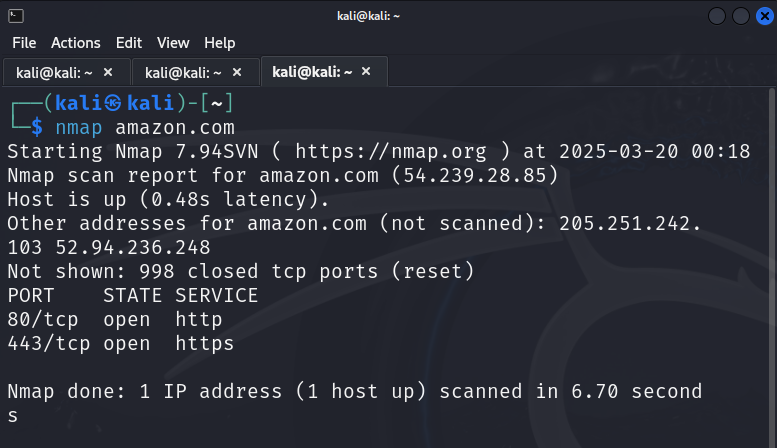 kali@kali: ~
File Actions Edit View Help
kali@kali: ~ × kali@kali: ~ × kali@kali: ~ ×
┌──(kali㉿kali)-[~]
└─$ nmap amazon.com
Starting Nmap 7.94SVN ( https://nmap.org ) at 2025-03-20 00:18
Nmap scan report for amazon.com (54.239.28.85)
Host is up (0.48s latency).
Other addresses for amazon.com (not scanned): 205.251.242.
103 52.94.236.248
Not shown: 998 closed tcp ports (reset)
PORT    STATE SERVICE
80/tcp  open  http
443/tcp open  https
Nmap done: 1 IP address (1 host up) scanned in 6.70 second
s